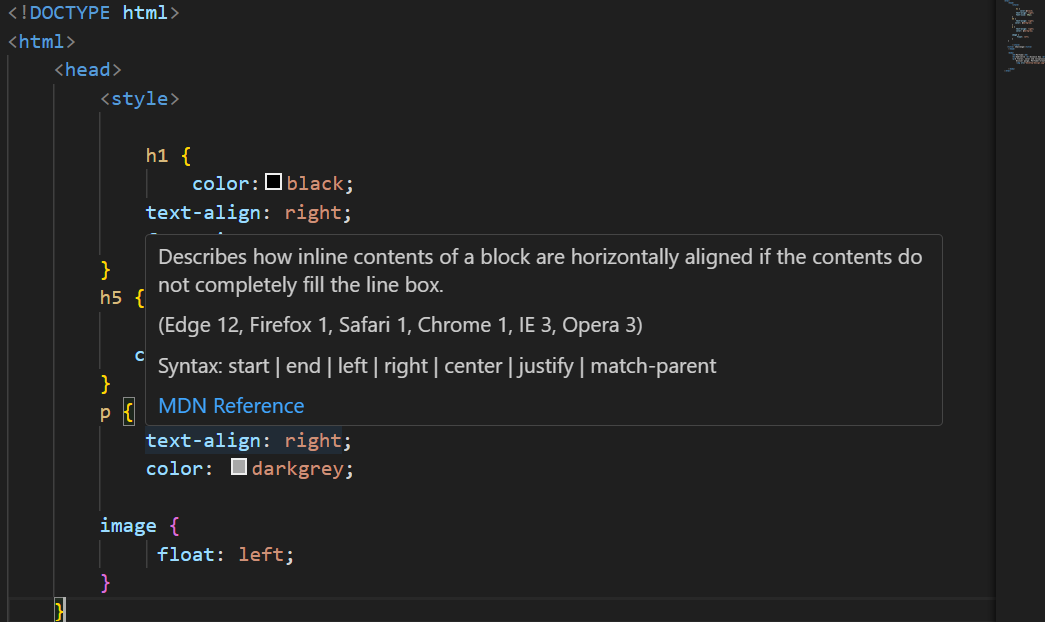 <!DOCTYPE html>
<html>
<head>
<style>
h1 {
color: black;
text-align: right;
}
h5 {
Describes how inline contents of a block are horizontally aligned if the contents do
not completely fill the line box.
(Edge 12, Firefox 1, Safari 1, Chrome 1, IE 3, Opera 3)
Syntax: start | end | left | right | center | justify | match-parent
MDN Reference
c
}
p {
text-align: right;
color: darkgrey;
image {
float: left;
}
}